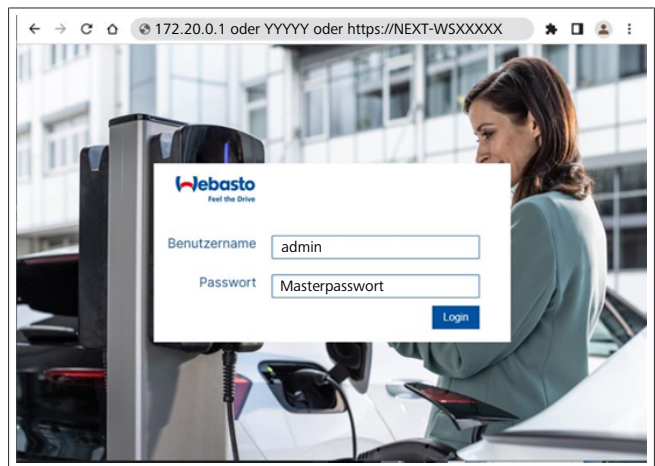 172.20.0.1 oder YYYYY oder https://NEXT-WSXXXXX
Webasto
Feel the Drive
Benutzername
admin
Passwort
Masterpasswort
Login